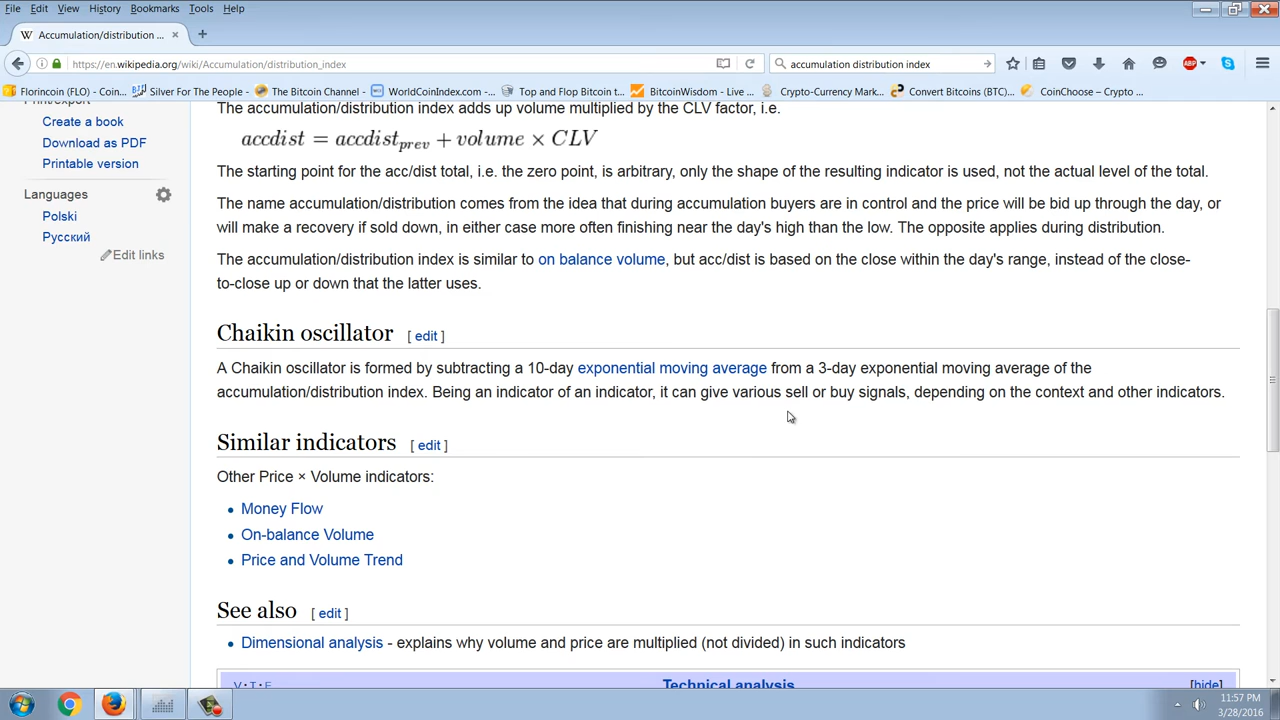 File Edit View History Bookmarks Tools Help
W Accumulation/distribution ... × +
https://en.wikipedia.org/wiki/Accumulation/distribution_index accumulation distribution index ABP
Florincoin (FLO) - Coin... Silver For The People - ... The Bitcoin Channel WorldCoinIndex.com -... Top and Flop Bitcoin t... BitcoinWisdom - Live ... Crypto-Currency Mark... Convert Bitcoins (BTC)... CoinChoose – Crypto ...
Create a book
Download as PDF
Printable version
Languages
Polski
Русский
Edit links
The accumulation/distribution index adds up volume multiplied by the CLV factor, i.e.
accdist = accdist_prev + volume × CLV
The starting point for the acc/dist total, i.e. the zero point, is arbitrary, only the shape of the resulting indicator is used, not the actual level of the total.
The name accumulation/distribution comes from the idea that during accumulation buyers are in control and the price will be bid up through the day, or
will make a recovery if sold down, in either case more often finishing near the day's high than the low. The opposite applies during distribution.
The accumulation/distribution index is similar to on balance volume, but acc/dist is based on the close within the day's range, instead of the close-
to-close up or down that the latter uses.
Chaikin oscillator [ edit ]
A Chaikin oscillator is formed by subtracting a 10-day exponential moving average from a 3-day exponential moving average of the
accumulation/distribution index. Being an indicator of an indicator, it can give various sell or buy signals, depending on the context and other indicators.
Similar indicators [ edit ]
Other Price × Volume indicators:
Money Flow
On-balance Volume
Price and Volume Trend
See also [ edit ]
Dimensional analysis - explains why volume and price are multiplied (not divided) in such indicators
V·T·E Technical analysis [hide]
11:57 PM
3/28/2016